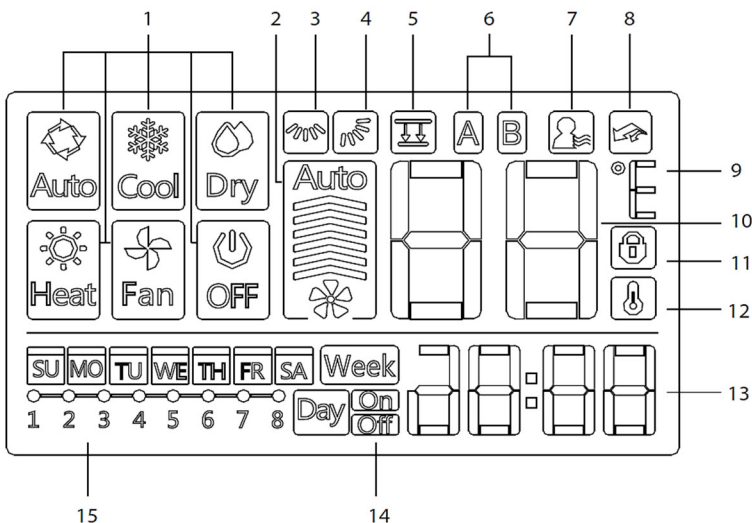 1 2 3 4 5 6 7 8
Auto Cool Dry A B
Auto
9
10
Heat Fan OFF
11
12
SU MO TU WE TH FR SA Week
Day On
Off
13
1 2 3 4 5 6 7 8
15 14